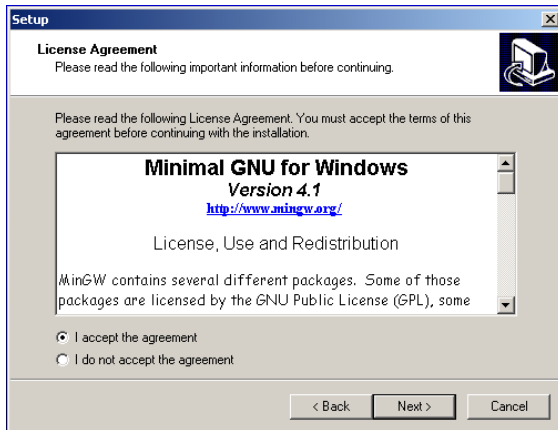 Setup
License Agreement
Please read the following important information before continuing.
Please read the following License Agreement. You must accept the terms of this
agreement before continuing with the installation.
Minimal GNU for Windows
Version 4.1
http://www.mingw.org/
License, Use and Redistribution
MinGW contains several different packages. Some of those
packages are licensed by the GNU Public License (GPL), some
I accept the agreement
I do not accept the agreement
< Back Next > Cancel